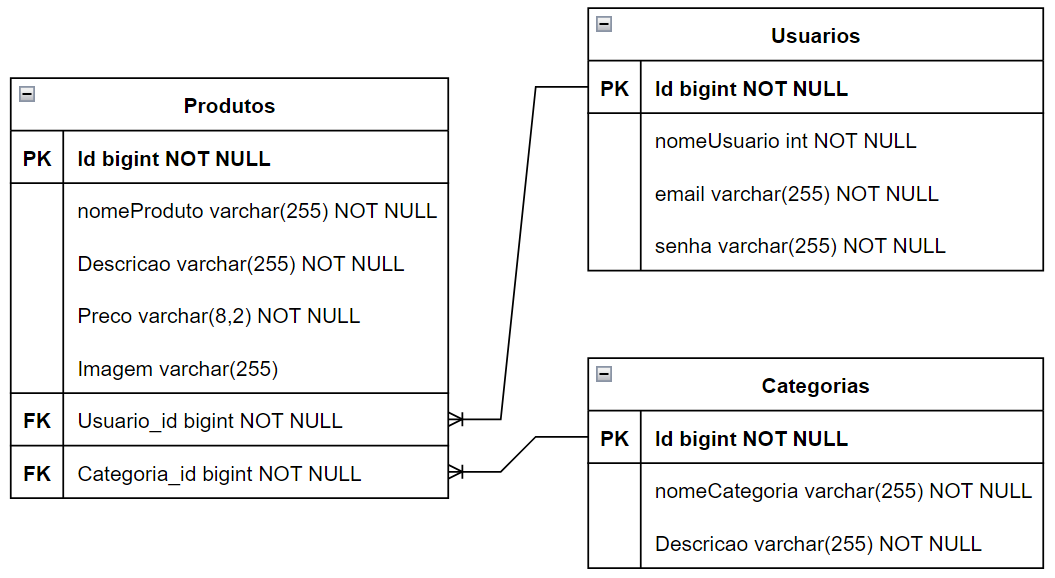 Produtos
PK Id bigint NOT NULL
nomeProduto varchar(255) NOT NULL
Descricao varchar(255) NOT NULL
Preco varchar(8,2) NOT NULL
Imagem varchar(255)
FK Usuario_id bigint NOT NULL
FK Categoria_id bigint NOT NULL
Usuarios
PK Id bigint NOT NULL
nomeUsuario int NOT NULL
email varchar(255) NOT NULL
senha varchar(255) NOT NULL
Categorias
PK Id bigint NOT NULL
nomeCategoria varchar(255) NOT NULL
Descricao varchar(255) NOT NULL